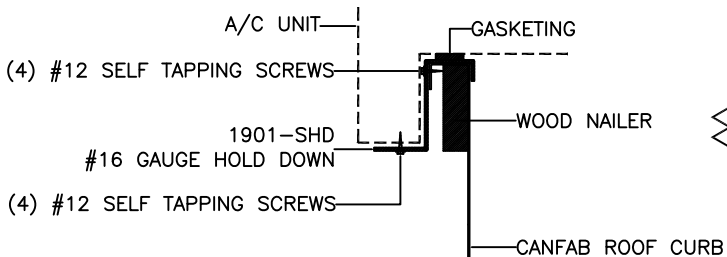 A/C UNIT
GASKETING
(4) #12 SELF TAPPING SCREWS
WOOD NAILER
1901-SHD
#16 GAUGE HOLD DOWN
(4) #12 SELF TAPPING SCREWS
CANFAB ROOF CURB